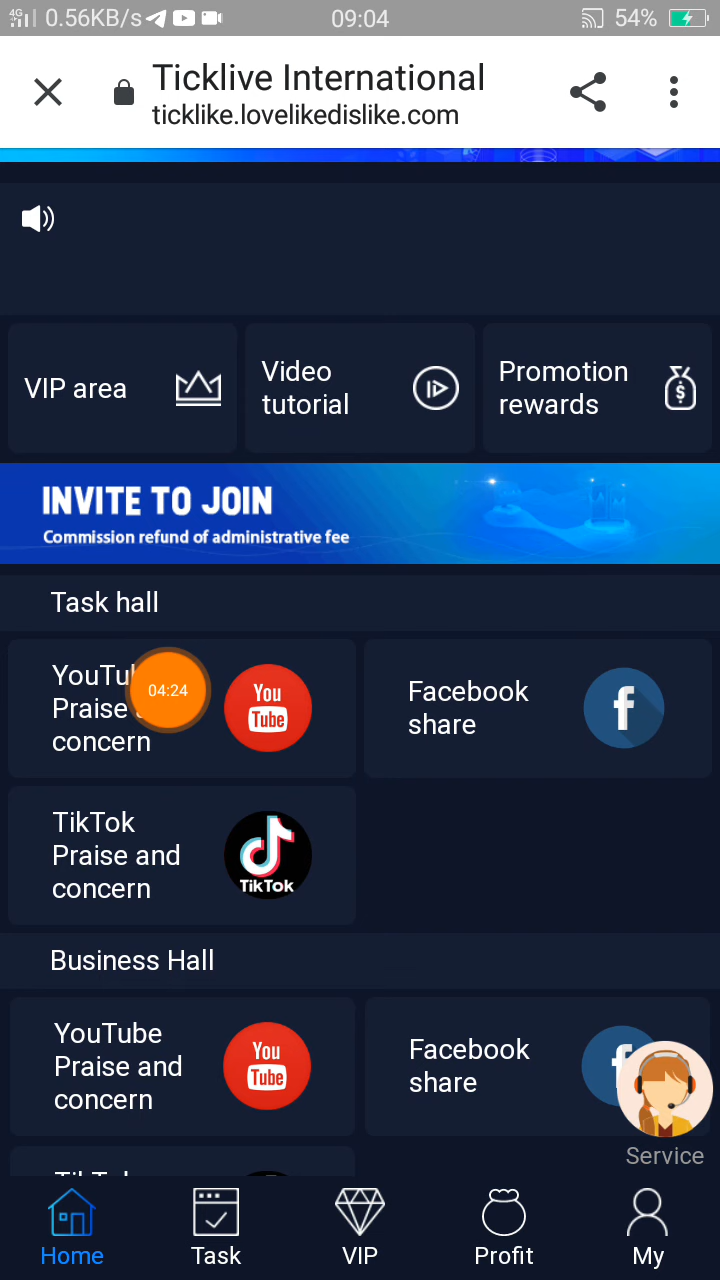 4G 0.56KB/s 09:04 54%
Ticklive International
ticklike.lovelikedislike.com
VIP area
Video
tutorial
Promotion
rewards
INVITE TO JOIN
Commission refund of administrative fee
Task hall
Praise
concern
04:24
You
Tube
Facebook
share
TikTok
Praise and
concern
TikTok
Business Hall
YouTube
Praise and
concern
You
Tube
Facebook
share
Service
Home
Task
VIP
Profit
My